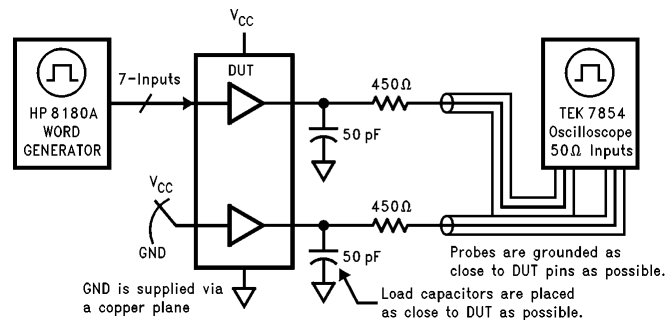 VCC
DUT
7-Inputs
HP 8180A
WORD
GENERATOR
450Ω
50 pF
TEK 7854
Oscilloscope
50Ω Inputs
VCC
GND
450Ω
50 pF
Probes are grounded as
close to DUT pins as possible.
GND is supplied via
a copper plane
Load capacitors are placed
as close to DUT as possible.